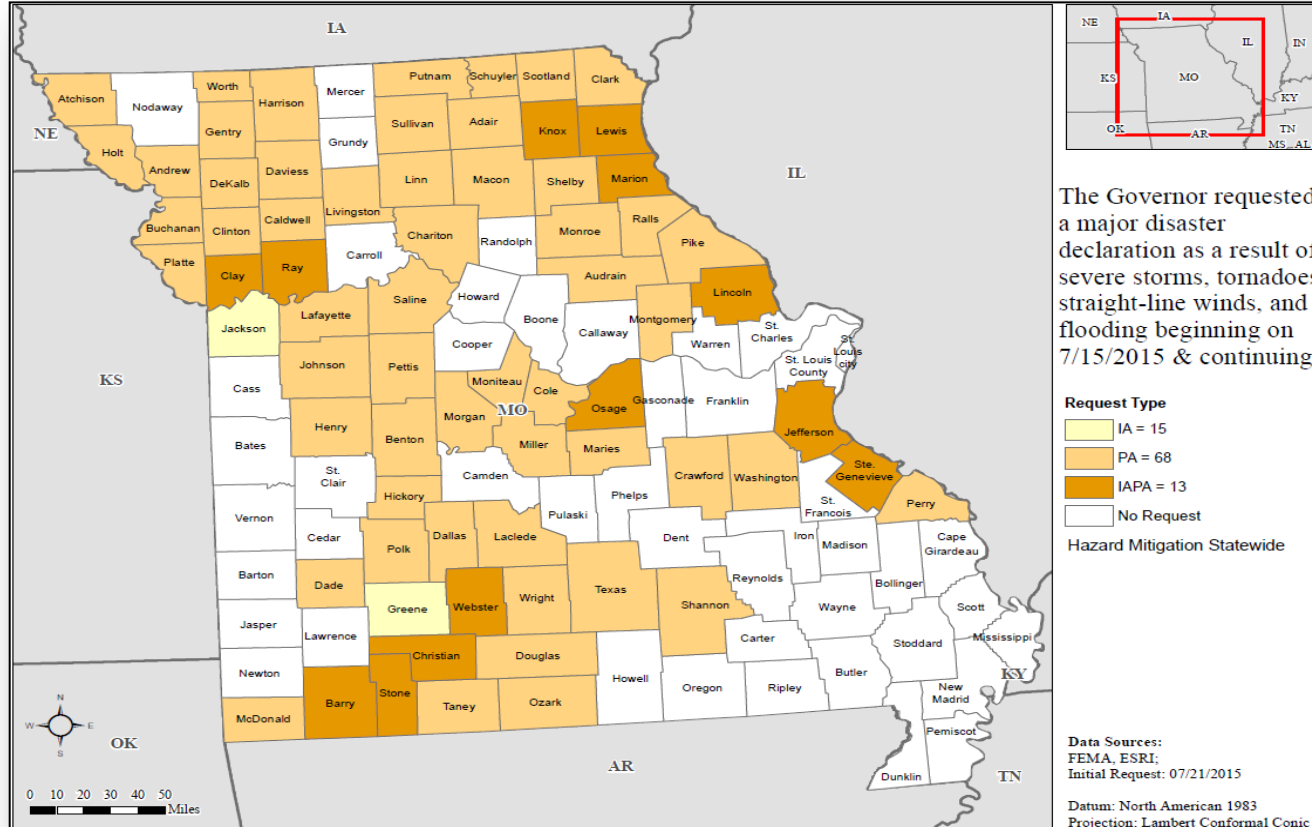 IA
NE
IL
KS
MO
OK
AR
TN
KY
Atchison
Nodaway
Worth
Harrison
Mercer
Putnam
Schuyler
Scotland
Clark
Holt
Gentry
Grundy
Sullivan
Adair
Knox
Lewis
Andrew
DeKalb
Daviess
Linn
Macon
Shelby
Marion
Buchanan
Clinton
Caldwell
Livingston
Chariton
Randolph
Monroe
Ralls
Pike
Platte
Clay
Ray
Carroll
Audrain
Lincoln
Jackson
Lafayette
Saline
Howard
Boone
Callaway
Montgomery
Warren
St.
Charles
St.
Louis
city
St. Louis
County
Cass
Johnson
Pettis
Cooper
Moniteau
Cole
Osage
Gasconade
Franklin
Jefferson
Bates
Henry
Benton
Morgan
Miller
Maries
Crawford
Washington
Ste.
Genevieve
St.
Francois
Perry
St.
Clair
Hickory
Camden
Pulaski
Phelps
Vernon
Cedar
Polk
Dallas
Laclede
Dent
Iron
Madison
Cape
Girardeau
Bollinger
Barton
Dade
Greene
Webster
Wright
Texas
Shannon
Reynolds
Wayne
Scott
Mississippi
Jasper
Lawrence
Christian
Douglas
Carter
Stoddard
Newton
Barry
Stone
Taney
Ozark
Howell
Oregon
Ripley
Butler
New
Madrid
McDonald
Pemiscot
Dunklin
N
W E
S
0 10 20 30 40 50
Miles
NE
IA
IL
IN
KS
MO
KY
OK
AR
TN
MS AL
The Governor requested
a major disaster
declaration as a result of
severe storms, tornadoes
straight-line winds, and
flooding beginning on
7/15/2015 & continuing
Request Type
IA = 15
PA = 68
IAPA = 13
No Request
Hazard Mitigation Statewide
Data Sources:
FEMA, ESRI;
Initial Request: 07/21/2015
Datum: North American 1983
Projection: Lambert Conformal Conic